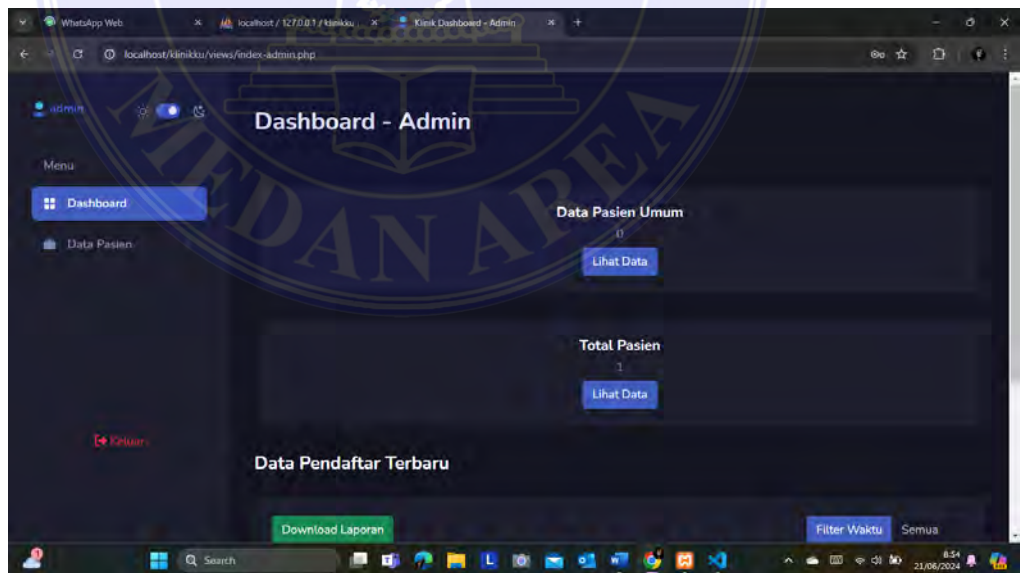 WhatsApp Web
localhost / 127.0.0.1 / klinikku
Klinik Dashboard - Admin
localhost/klinikku/views/index-admin.php
admin
Dashboard - Admin
Menu
Dashboard
Data Pasien
Data Pasien Umum
0
Lihat Data
Total Pasien
1
Lihat Data
Keluar
Data Pendaftar Terbaru
Download Laporan
Filter Waktu
Semua
MEDAN AREA
Search
8:54
21/06/2024